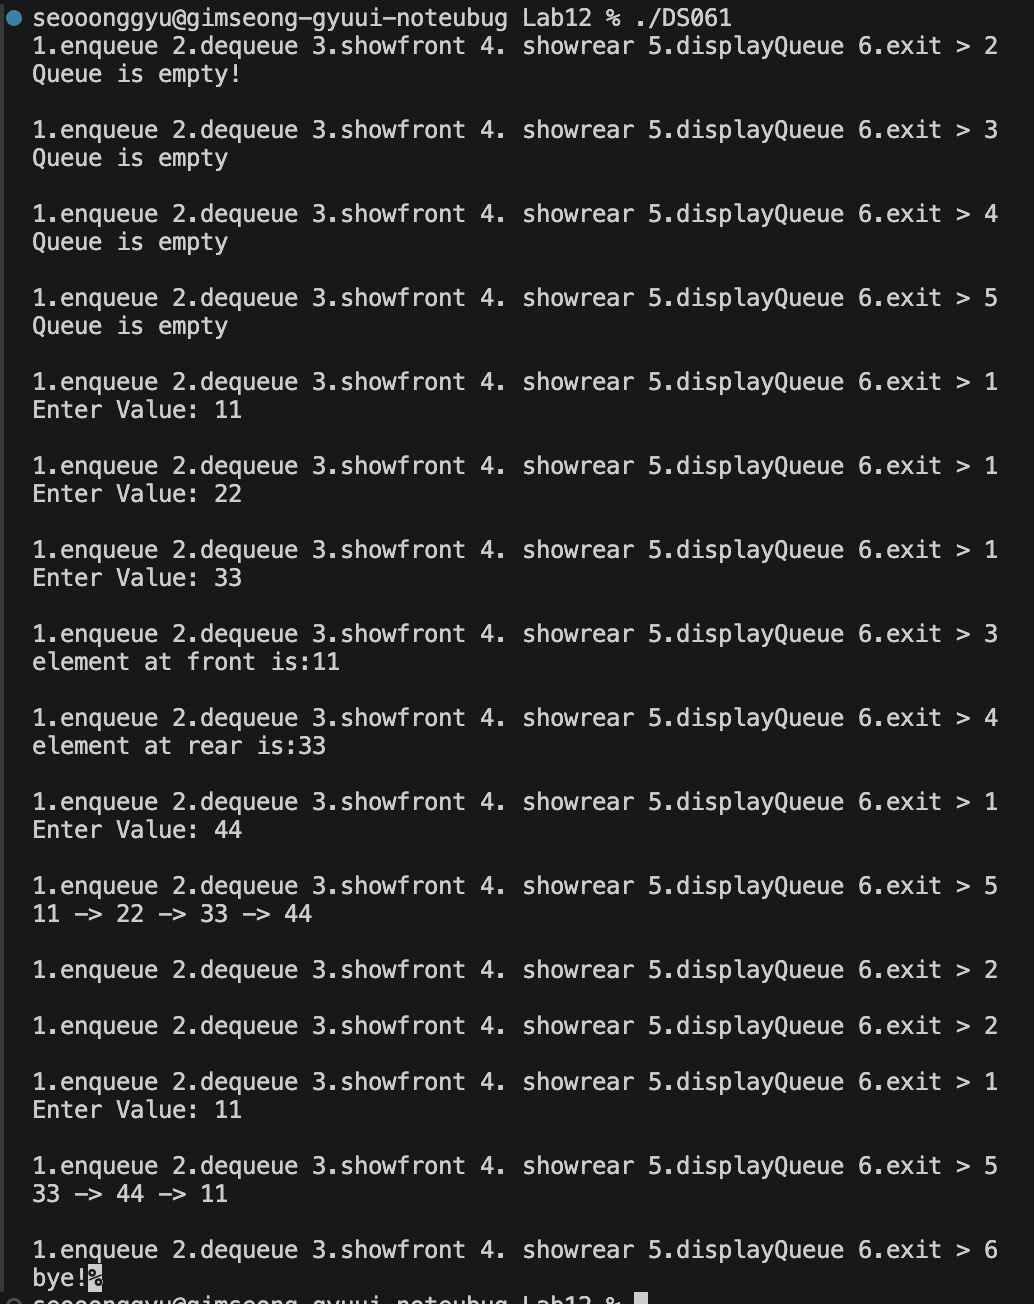 seooonggyu@gimseong-gyuui-noteubug Lab12 % ./DS061
1.enqueue 2.dequeue 3.showfront 4. showrear 5.displayQueue 6.exit > 2
Queue is empty!
1.enqueue 2.dequeue 3.showfront 4. showrear 5.displayQueue 6.exit > 3
Queue is empty
1.enqueue 2.dequeue 3.showfront 4. showrear 5.displayQueue 6.exit > 4
Queue is empty
1.enqueue 2.dequeue 3.showfront 4. showrear 5.displayQueue 6.exit > 5
Queue is empty
1.enqueue 2.dequeue 3.showfront 4. showrear 5.displayQueue 6.exit > 1
Enter Value: 11
1.enqueue 2.dequeue 3.showfront 4. showrear 5.displayQueue 6.exit > 1
Enter Value: 22
1.enqueue 2.dequeue 3.showfront 4. showrear 5.displayQueue 6.exit > 1
Enter Value: 33
1.enqueue 2.dequeue 3.showfront 4. showrear 5.displayQueue 6.exit > 3
element at front is:11
1.enqueue 2.dequeue 3.showfront 4. showrear 5.displayQueue 6.exit > 4
element at rear is:33
1.enqueue 2.dequeue 3.showfront 4. showrear 5.displayQueue 6.exit > 1
Enter Value: 44
1.enqueue 2.dequeue 3.showfront 4. showrear 5.displayQueue 6.exit > 5
11 -> 22 -> 33 -> 44
1.enqueue 2.dequeue 3.showfront 4. showrear 5.displayQueue 6.exit > 2
1.enqueue 2.dequeue 3.showfront 4. showrear 5.displayQueue 6.exit > 2
1.enqueue 2.dequeue 3.showfront 4. showrear 5.displayQueue 6.exit > 1
Enter Value: 11
1.enqueue 2.dequeue 3.showfront 4. showrear 5.displayQueue 6.exit > 5
33 -> 44 -> 11
1.enqueue 2.dequeue 3.showfront 4. showrear 5.displayQueue 6.exit > 6
bye!%
seooonggyu@gimseong-gyuui-noteubug Lab12 %